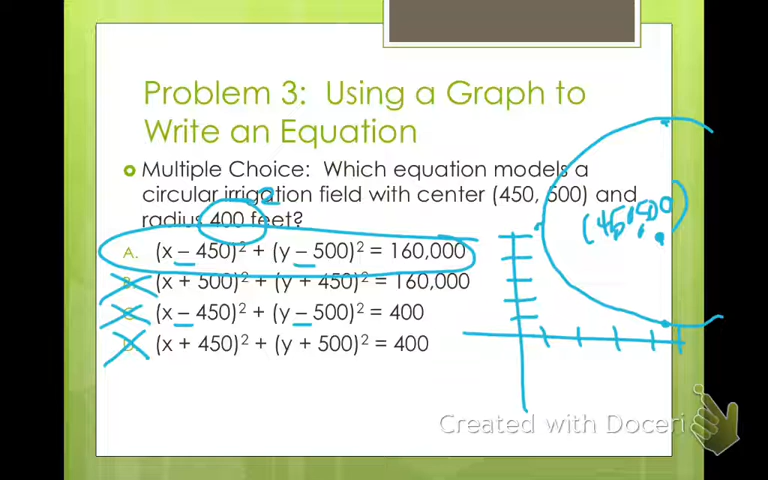 Problem 3: Using a Graph to
Write an Equation
Multiple Choice: Which equation models a
circular irrigation field with center (450, 500) and
radius 400 feet?
2
A. (x – 450)² + (y – 500)² = 160,000
B. (x + 500)² + (y + 450)² = 160,000
C. (x – 450)² + (y – 500)² = 400
D. (x + 450)² + (y + 500)² = 400
(45,500)
Created with Doceri